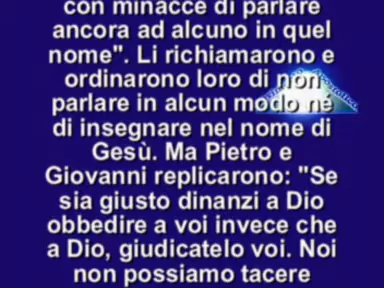 con minacce di parlare
ancora ad alcuno in quel
nome". Li richiamarono e
ordinarono loro di non
parlare in alcun modo né
di insegnare nel nome di
Gesù. Ma Pietro e
Giovanni replicarono: "Se
sia giusto dinanzi a Dio
obbedire a voi invece che
a Dio, giudicatelo voi. Noi
non possiamo tacere